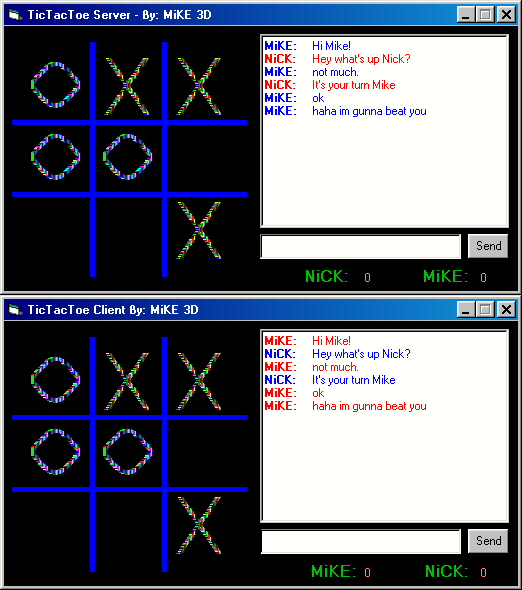 TicTacToe Server - By: MiKE 3D
MiKE: Hi Mike!
NiCK: Hey what's up Nick?
MiKE: not much.
NiCK: It's your turn Mike
MiKE: ok
MiKE: haha im gunna beat you
Send
NiCK: 0 MiKE: 0
TicTacToe Client By: MiKE 3D
MiKE: Hi Mike!
NiCK: Hey what's up Nick?
MiKE: not much.
NiCK: It's your turn Mike
MiKE: ok
MiKE: haha im gunna beat you
Send
MiKE: 0 NiCK: 0